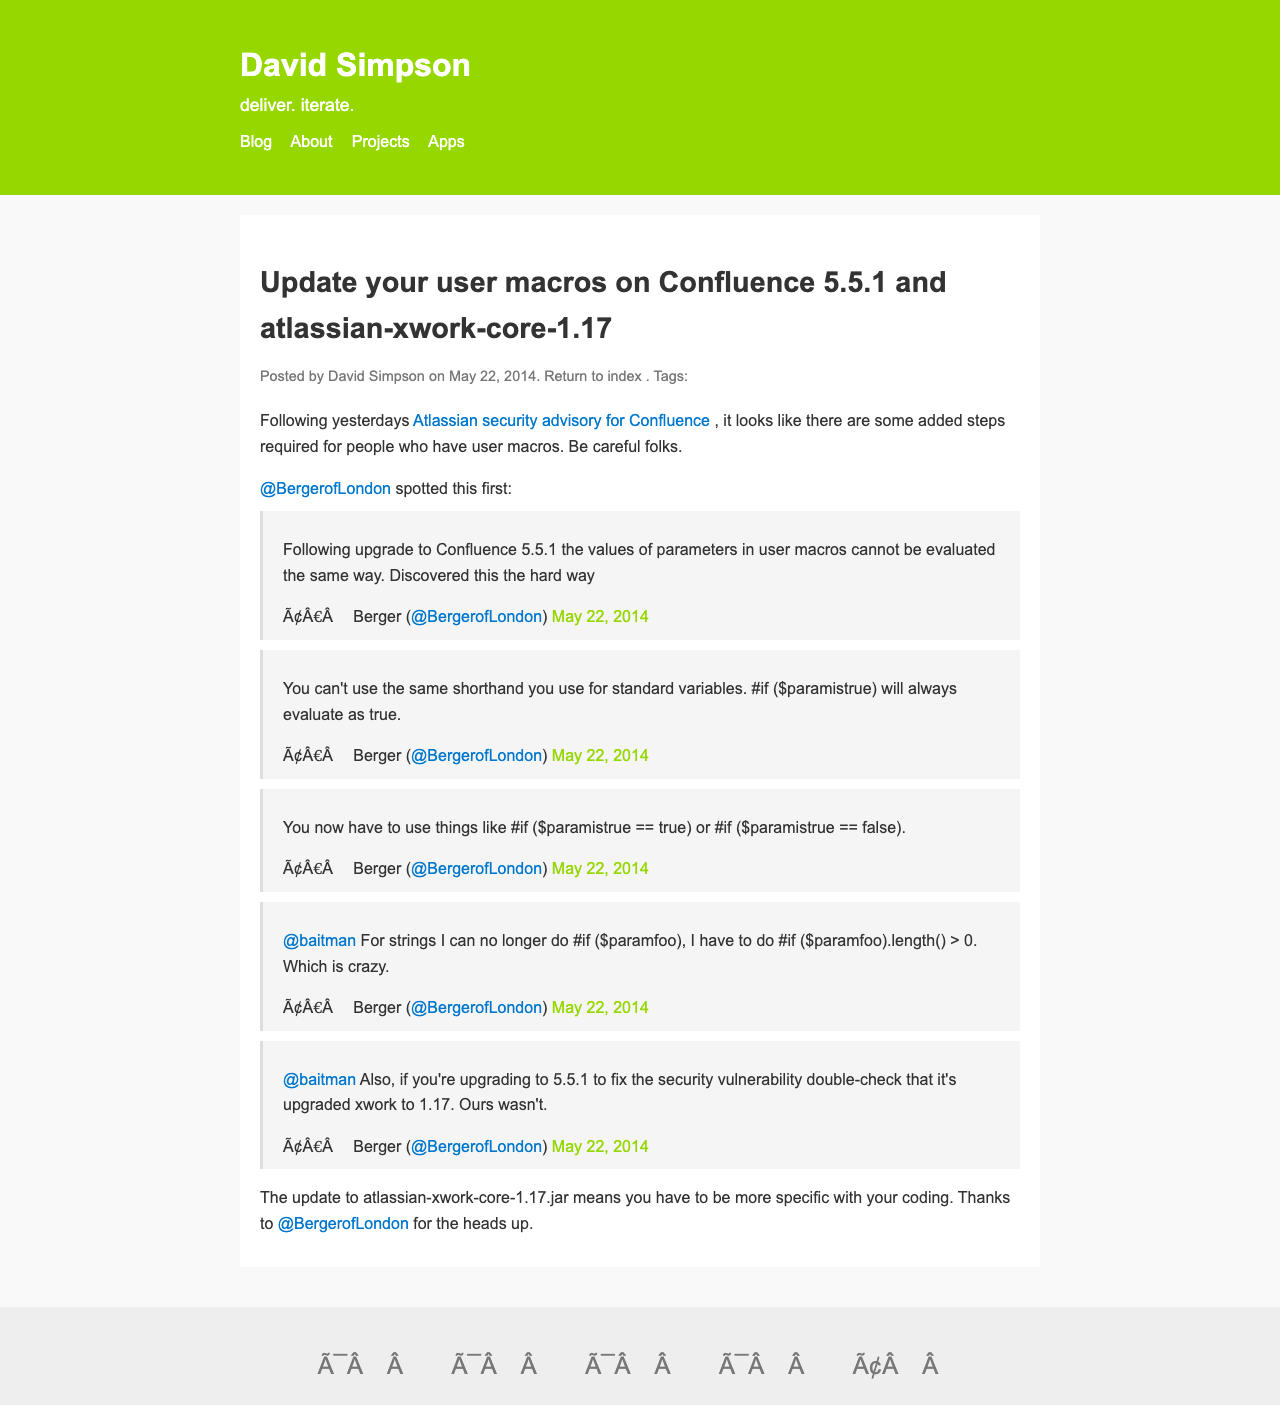 David Simpson
deliver. iterate.
Blog About Projects Apps
Update your user macros on Confluence 5.5.1 and
atlassian-xwork-core-1.17
Posted by David Simpson on May 22, 2014. Return to index . Tags:
Following yesterdays Atlassian security advisory for Confluence , it looks like there are some added steps
required for people who have user macros. Be careful folks.
@BergerofLondon spotted this first:
Following upgrade to Confluence 5.5.1 the values of parameters in user macros cannot be evaluated
the same way. Discovered this the hard way
Ã¢Â€Â Berger (@BergerofLondon) May 22, 2014
You can't use the same shorthand you use for standard variables. #if ($paramistrue) will always
evaluate as true.
Ã¢Â€Â Berger (@BergerofLondon) May 22, 2014
You now have to use things like #if ($paramistrue == true) or #if ($paramistrue == false).
Ã¢Â€Â Berger (@BergerofLondon) May 22, 2014
@baitman For strings I can no longer do #if ($paramfoo), I have to do #if ($paramfoo).length() > 0.
Which is crazy.
Ã¢Â€Â Berger (@BergerofLondon) May 22, 2014
@baitman Also, if you're upgrading to 5.5.1 to fix the security vulnerability double-check that it's
upgraded xwork to 1.17. Ours wasn't.
Ã¢Â€Â Berger (@BergerofLondon) May 22, 2014
The update to atlassian-xwork-core-1.17.jar means you have to be more specific with your coding. Thanks
to @BergerofLondon for the heads up.
Ã¯Â Â Ã¯Â Â Ã¯Â Â Ã¯Â Â Ã¢Â Â